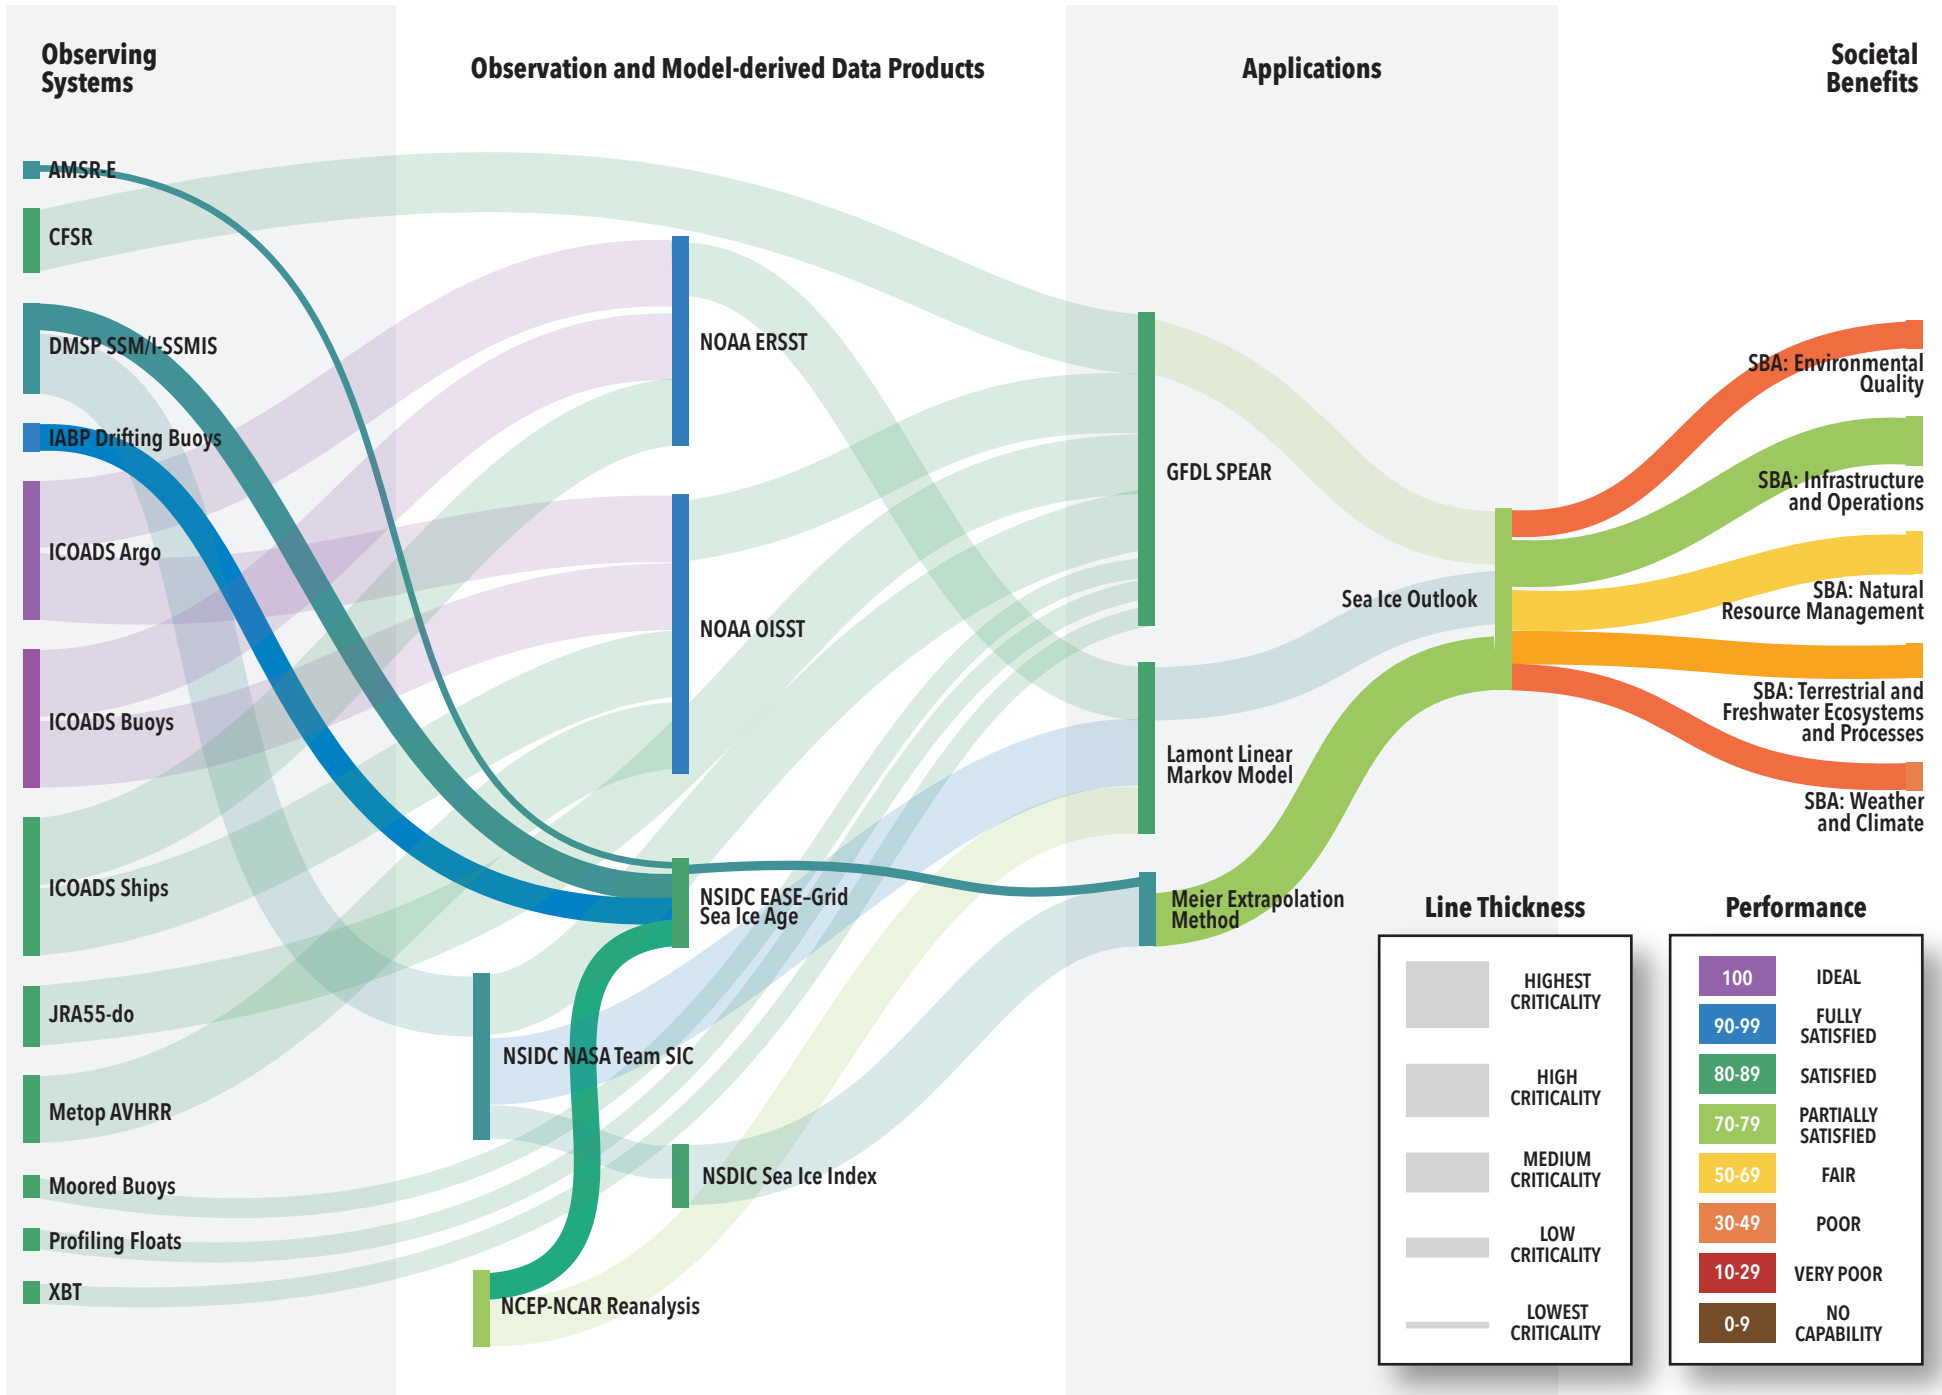 Observing
Systems
Observation and Model-derived Data Products
Applications
Societal
Benefits
AMSR-E
CFSR
DMSP SSM/I-SSMIS
IABP Drifting Buoys
ICOADS Argo
ICOADS Buoys
ICOADS Ships
JRA55-do
Metop AVHRR
Moored Buoys
Profiling Floats
XBT
NOAA ERSST
NOAA OISST
NSIDC EASE–Grid
Sea Ice Age
NSIDC NASA Team SIC
NSDIC Sea Ice Index
NCEP-NCAR Reanalysis
GFDL SPEAR
Lamont Linear
Markov Model
Meier Extrapolation
Method
Sea Ice Outlook
SBA: Environmental
Quality
SBA: Infrastructure
and Operations
SBA: Natural
Resource Management
SBA: Terrestrial and
Freshwater Ecosystems
and Processes
SBA: Weather
and Climate
Line Thickness
HIGHEST
CRITICALITY
HIGH
CRITICALITY
MEDIUM
CRITICALITY
LOW
CRITICALITY
LOWEST
CRITICALITY
Performance
100 IDEAL
90-99 FULLY
SATISFIED
80-89 SATISFIED
70-79 PARTIALLY
SATISFIED
50-69 FAIR
30-49 POOR
10-29 VERY POOR
0-9 NO
CAPABILITY